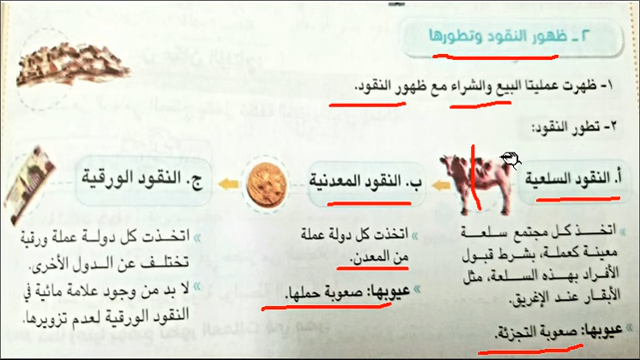 ٢- ظهور النقود وتطورها
١- ظهرت عمليتا البيع والشراء مع ظهور النقود.
٢- تطور النقود:
أ. النقود السلعية
اتخذ كل مجتمع سلعة
معينة كعملة، بشرط قبول
الأفراد بهذه السلعة، مثل
الأبقار عند الإغريق.
عيوبها: صعوبة التجزئة.
ب. النقود المعدنية
اتخذت كل دولة عملة
من المعدن.
عيوبها: صعوبة حملها.
ج. النقود الورقية
اتخذت كل دولة عملة ورقية
تختلف عن الدول الأخرى.
لا بد من وجود علامة مائية في
النقود الورقية لعدم تزويرها.